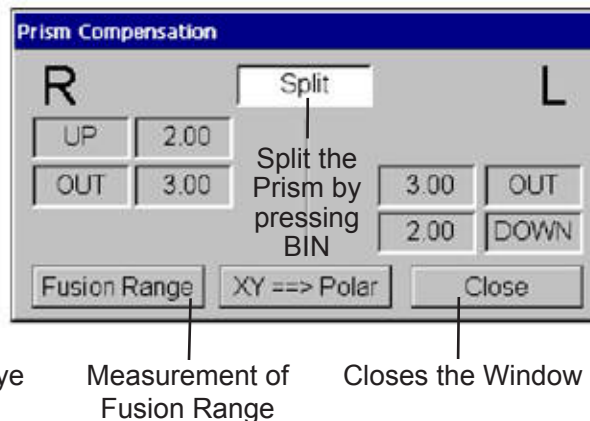 Prism Compensation
R Split L
UP 2.00
OUT 3.00
Split the
Prism by
pressing
BIN
3.00 OUT
2.00 DOWN
Fusion Range XY ==> Polar Close
ye Measurement of Closes the Window
Fusion Range